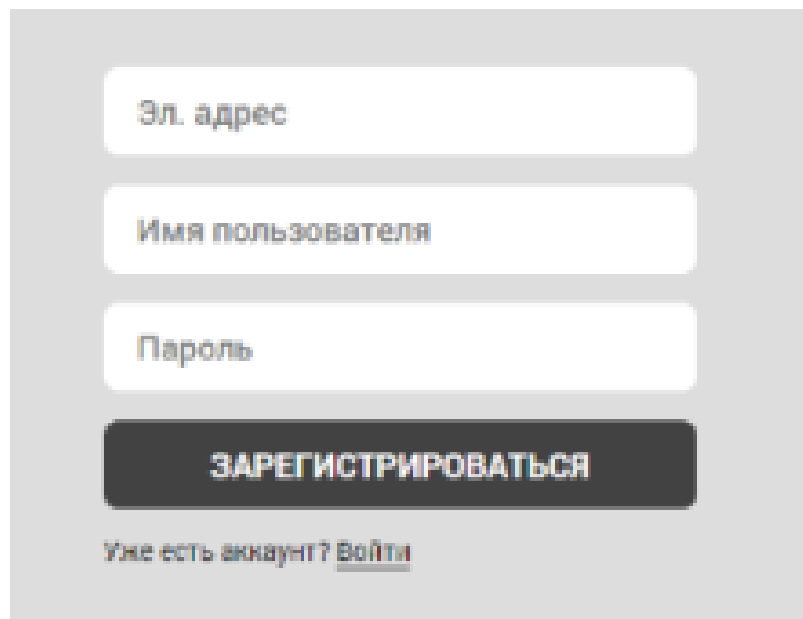 Эл. адрес
Имя пользователя
Пароль
ЗАРЕГИСТРИРОВАТЬСЯ
Уже есть аккаунт? Войти